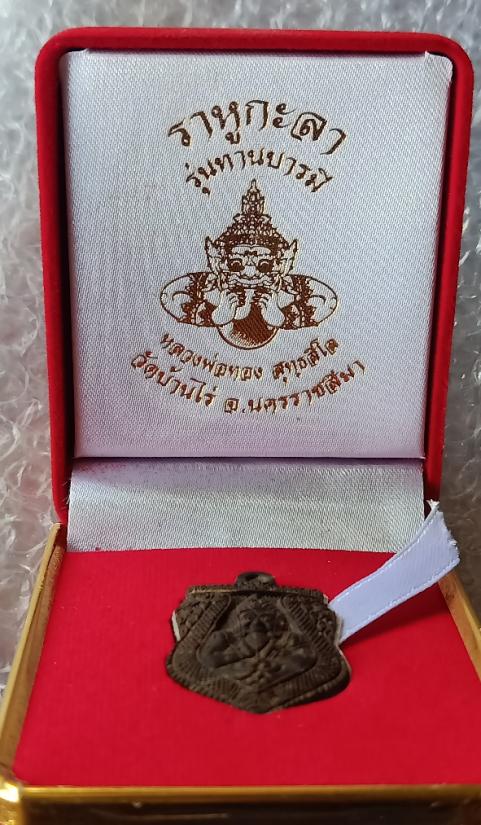 ราหูกะลา
รุ่นทานบารมี
หลวงพ่อทอง สุทธสีโล
วัดบ้านไร่ จ.นครราชสีมา